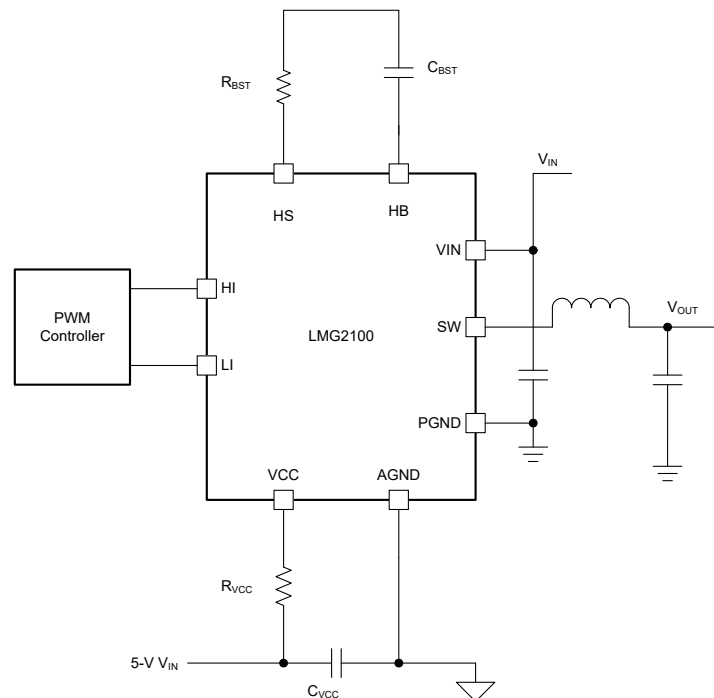 R_BST
C_BST
V_IN
HS
HB
VIN
HI
PWM
Controller
SW
V_OUT
LMG2100
LI
PGND
VCC
AGND
R_VCC
5-V V_IN
C_VCC